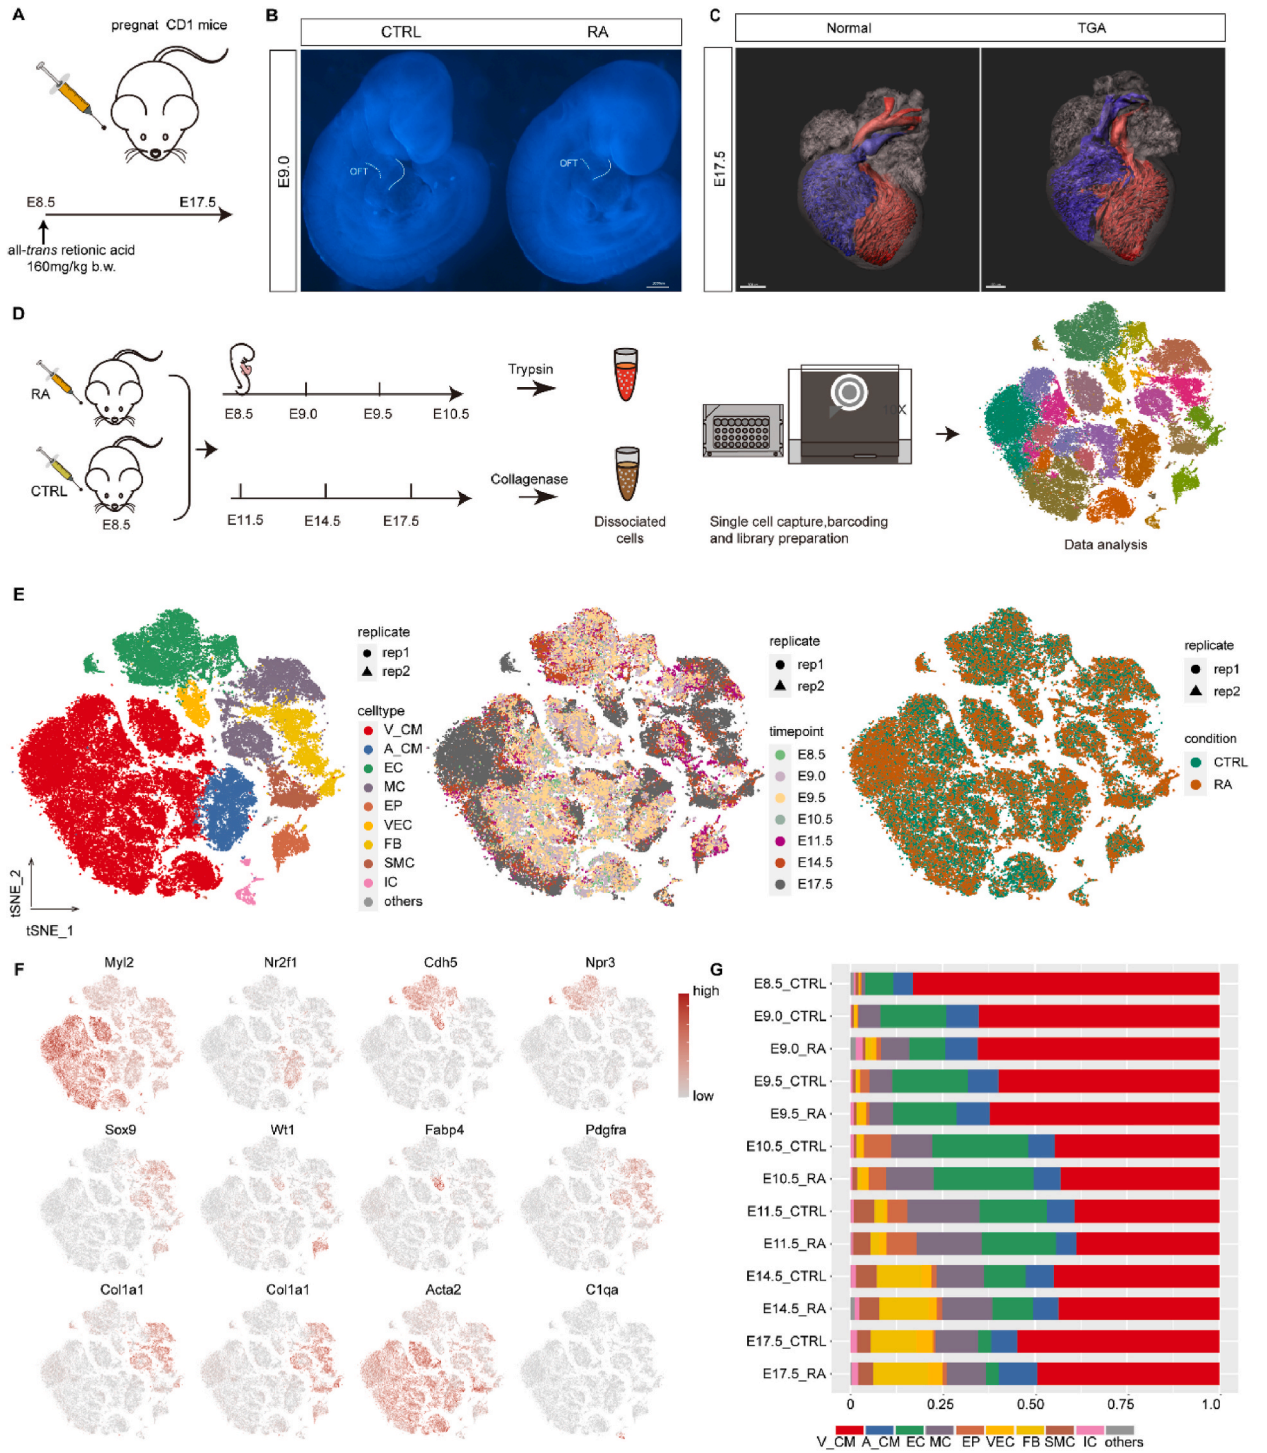 A
pregnat CD1 mice
E8.5
E17.5
all-trans retionic acid
160mg/kg b.w.
B
CTRL
RA
E9.0
OFT
OFT
C
Normal
TGA
E17.5
D
RA
CTRL
E8.5
E8.5
E9.0
E9.5
E10.5
E11.5
E14.5
E17.5
Trypsin
Collagenase
Dissociated
cells
10X
Single cell capture,barcoding
and library preparation
Data analysis
E
tSNE_2
tSNE_1
replicate
rep1
rep2
celltype
V_CM
A_CM
EC
MC
EP
VEC
FB
SMC
IC
others
replicate
rep1
rep2
timepoint
E8.5
E9.0
E9.5
E10.5
E11.5
E14.5
E17.5
replicate
rep1
rep2
condition
CTRL
RA
F
Myl2
Nr2f1
Cdh5
Npr3
high
low
Sox9
Wt1
Fabp4
Pdgfra
Col1a1
Col1a1
Acta2
C1qa
G
E8.5_CTRL
E9.0_CTRL
E9.0_RA
E9.5_CTRL
E9.5_RA
E10.5_CTRL
E10.5_RA
E11.5_CTRL
E11.5_RA
E14.5_CTRL
E14.5_RA
E17.5_CTRL
E17.5_RA
0 0.25 0.50 0.75 1.0
V_CM A_CM EC MC EP VEC FB SMC IC others